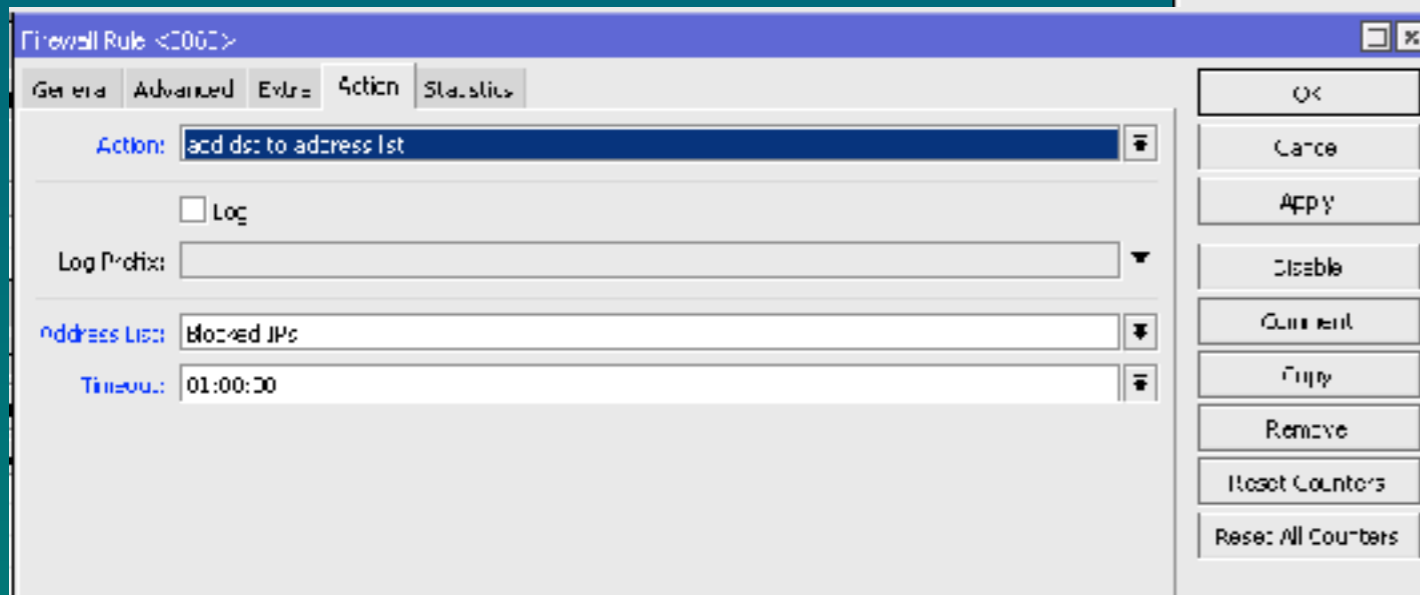 Firewall Rule <8080>
General Advanced Extra Action Statistics
Action: add dst to address list
Log
Log Prefix:
Address List: Blocked IPs
Timeout: 01:00:00
OK
Cancel
Apply
Disable
Comment
Copy
Remove
Reset Counters
Reset All Counters